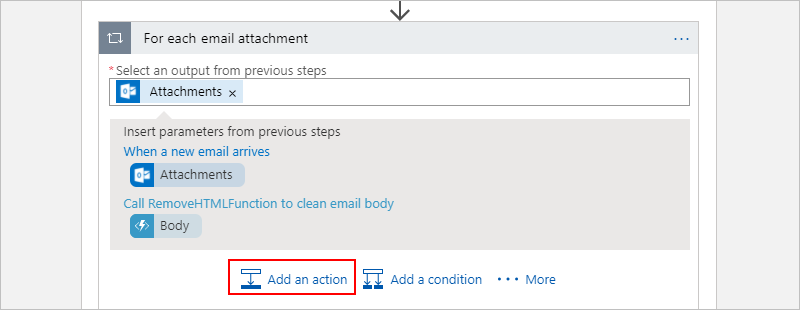 For each email attachment
* Select an output from previous steps
Attachments ×
Insert parameters from previous steps
When a new email arrives
Attachments
Call RemoveHTMLFunction to clean email body
Body
Add an action Add a condition ··· More